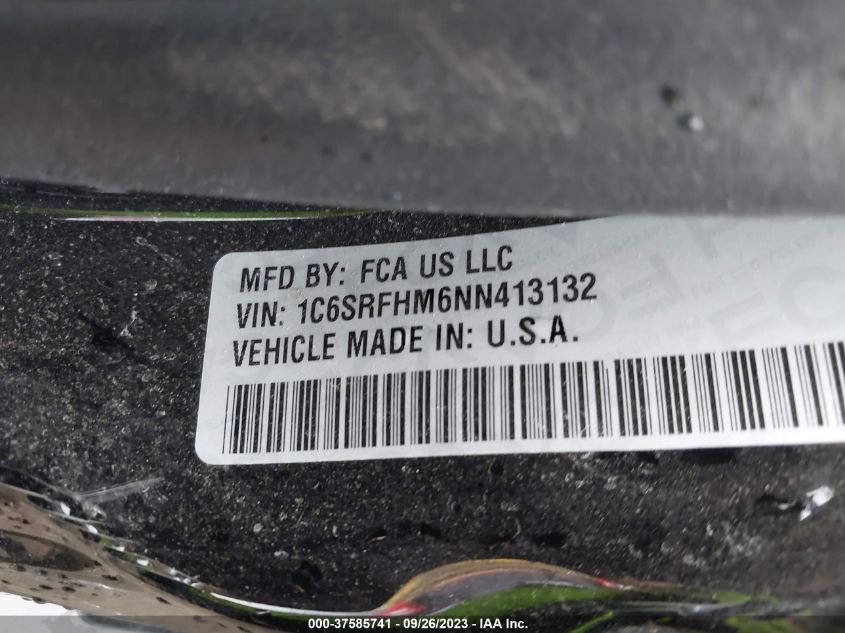 MFD BY: FCA US LLC
VIN: 1C6SRFHM6NN413132
VEHICLE MADE IN: U.S.A.
000-37585741 - 09/26/2023 - IAA Inc.